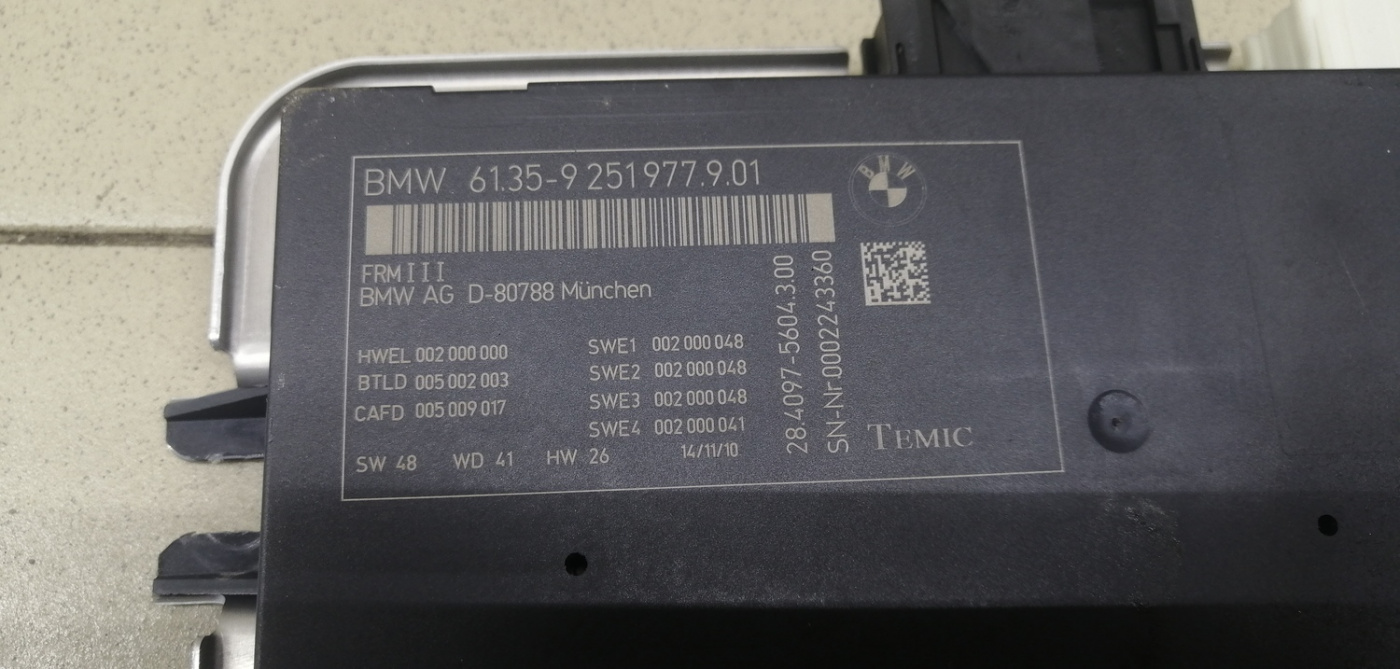 BMW 61.35-9 251977.9.01
BMW
FRMIII
BMW AG D-80788 München
HWEL 002 000 000
BTLD 005 002 003
CAFD 005 009 017
SWE1 002 000 048
SWE2 002 000 048
SWE3 002 000 048
SWE4 002 000 041
SW 48 WD 41 HW 26 14/11/10
28.4097-5604.3.00
SN-Nr.0002243360
TEMIC